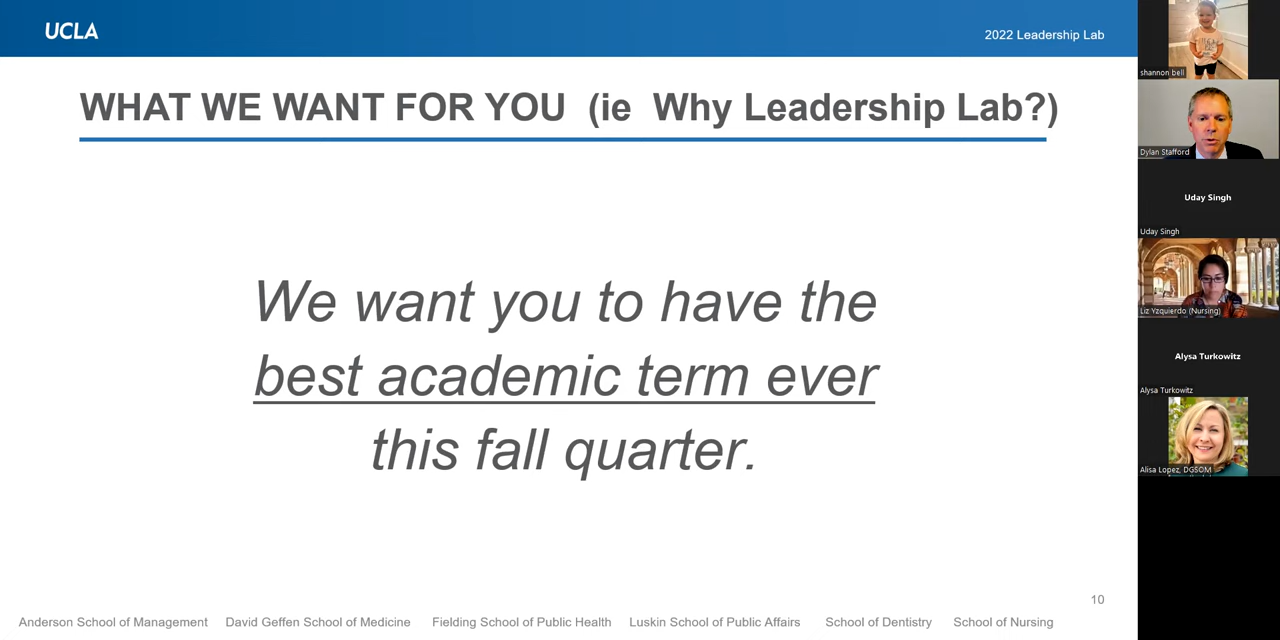 UCLA
2022 Leadership Lab
WHAT WE WANT FOR YOU (ie Why Leadership Lab?)
We want you to have the
best academic term ever
this fall quarter.
10
Anderson School of Management David Geffen School of Medicine Fielding School of Public Health Luskin School of Public Affairs School of Dentistry School of Nursing
shannon bell
Dylan Stafford
Uday Singh
Uday Singh
Liz Yzquierdo (Nursing)
Alysa Turkowitz
Alysa Turkowitz
Alisa Lopez, DGSOM